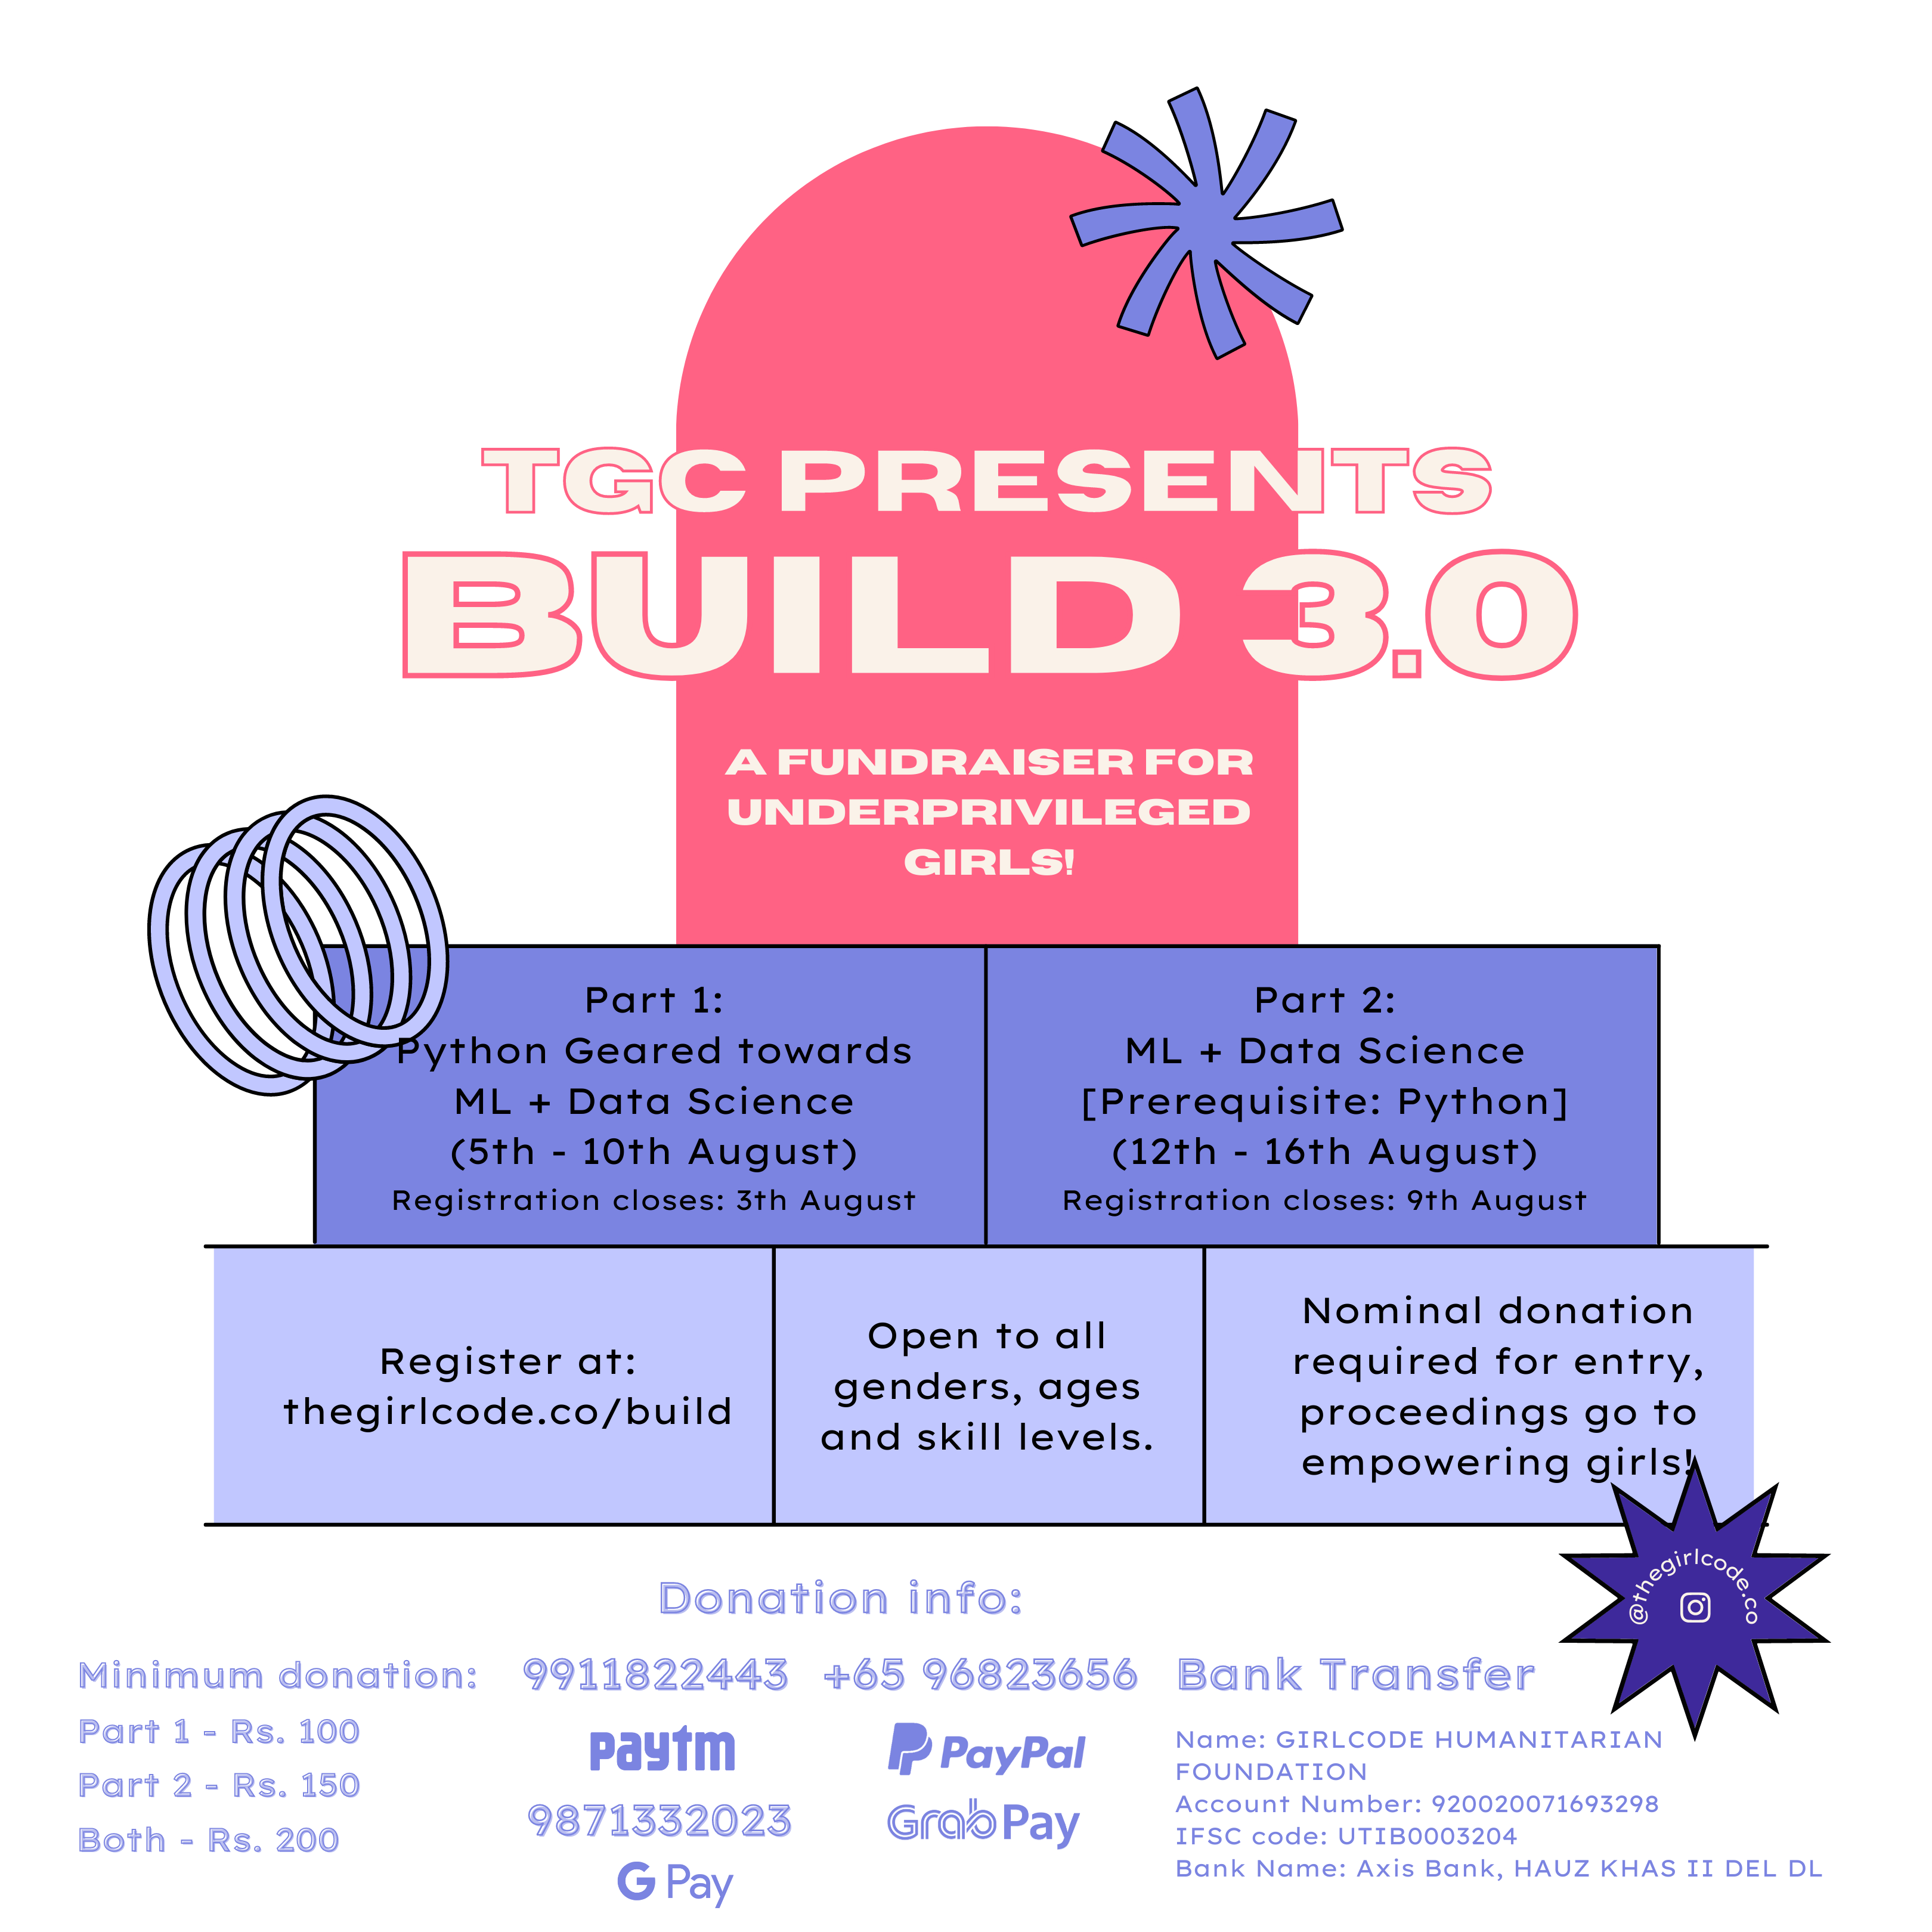 TGC PRESENTS
BUILD 3.0
A FUNDRAISER FOR
UNDERPRIVILEGED
GIRLS!
Part 1:
Python Geared towards
ML + Data Science
(5th - 10th August)
Registration closes: 3th August
Part 2:
ML + Data Science
[Prerequisite: Python]
(12th - 16th August)
Registration closes: 9th August
Register at:
thegirlcode.co/build
Open to all
genders, ages
and skill levels.
Nominal donation
required for entry,
proceedings go to
empowering girls!
@thegirlcode.co
Donation info:
Minimum donation:
Part 1 - Rs. 100
Part 2 - Rs. 150
Both - Rs. 200
9911822443
paytm
9871332023
G Pay
+65 96823656
PayPal
GrabPay
Bank Transfer
Name: GIRLCODE HUMANITARIAN
FOUNDATION
Account Number: 920020071693298
IFSC code: UTIB0003204
Bank Name: Axis Bank, HAUZ KHAS II DEL DL